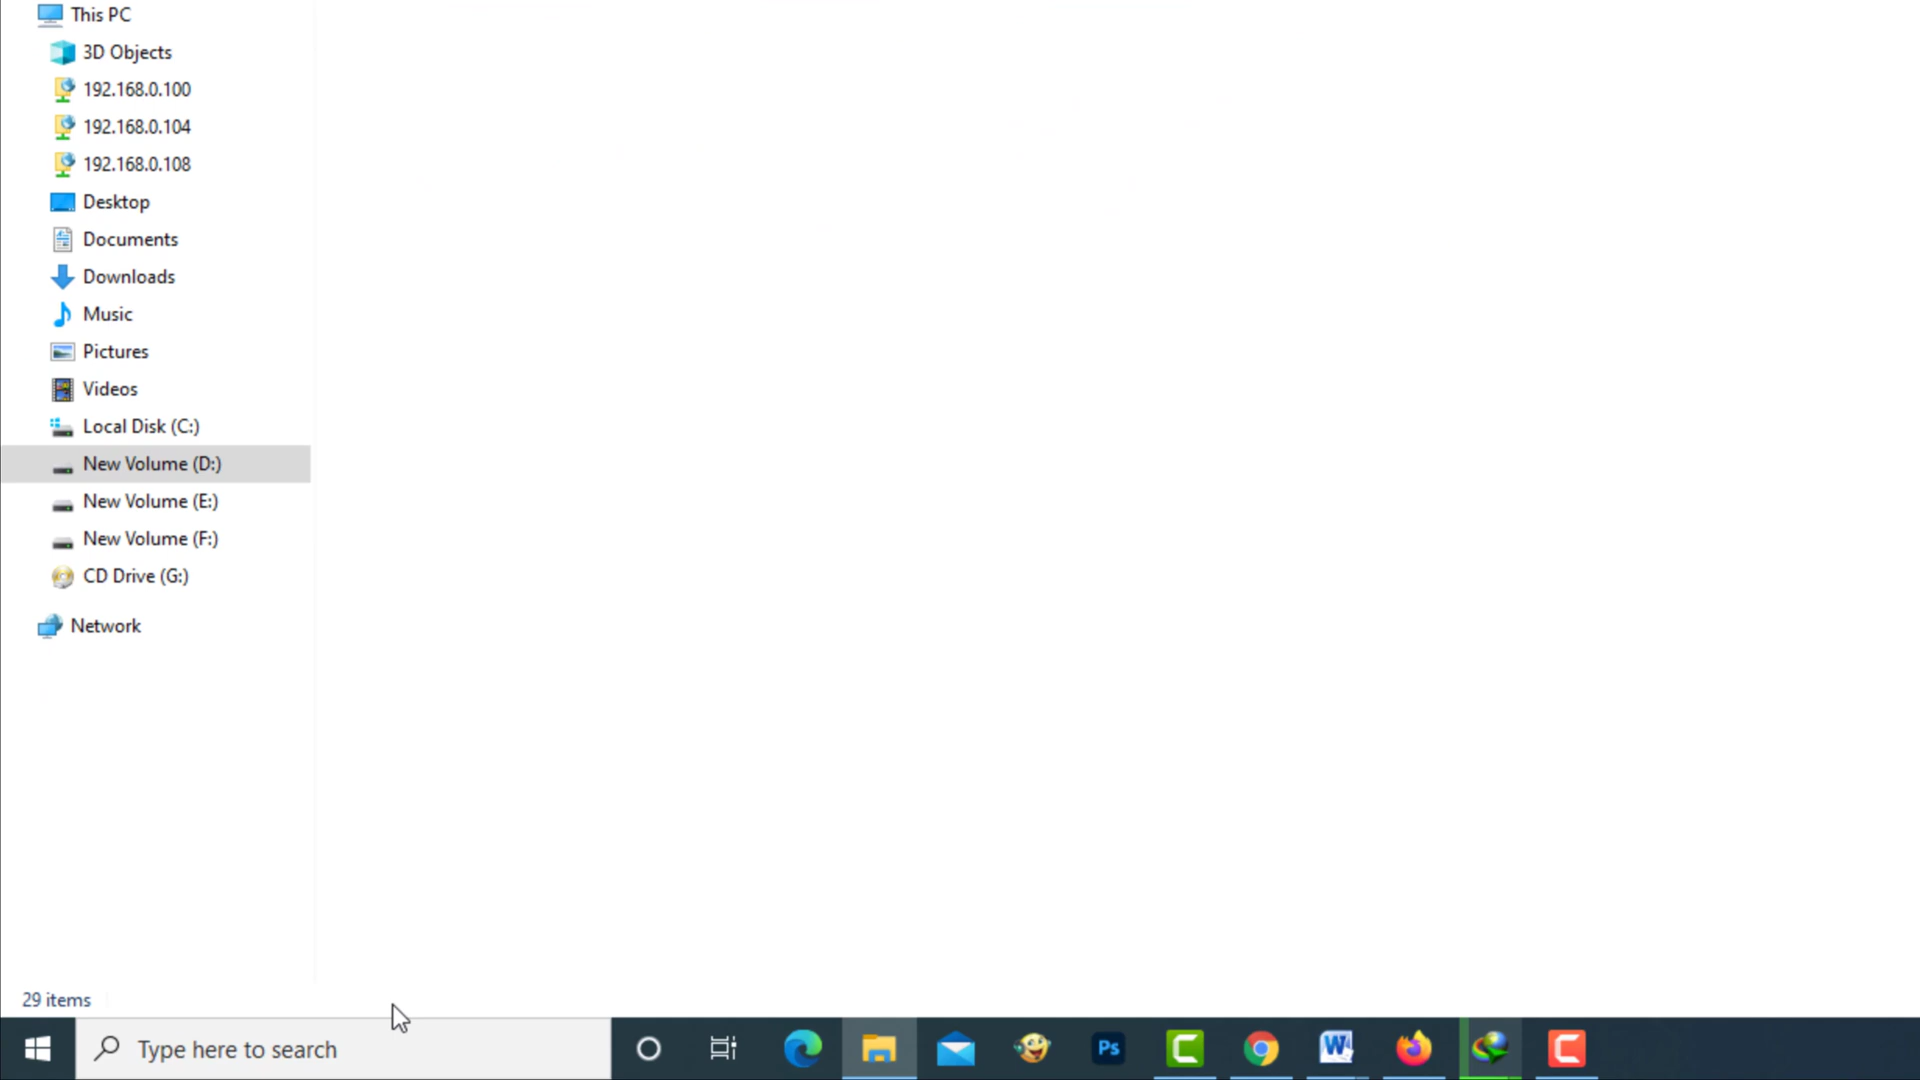 This PC
3D Objects
192.168.0.100
192.168.0.104
192.168.0.108
Desktop
Documents
Downloads
Music
Pictures
Videos
Local Disk (C:)
New Volume (D:)
New Volume (E:)
New Volume (F:)
CD Drive (G:)
Network
29 items
Type here to search
Ps